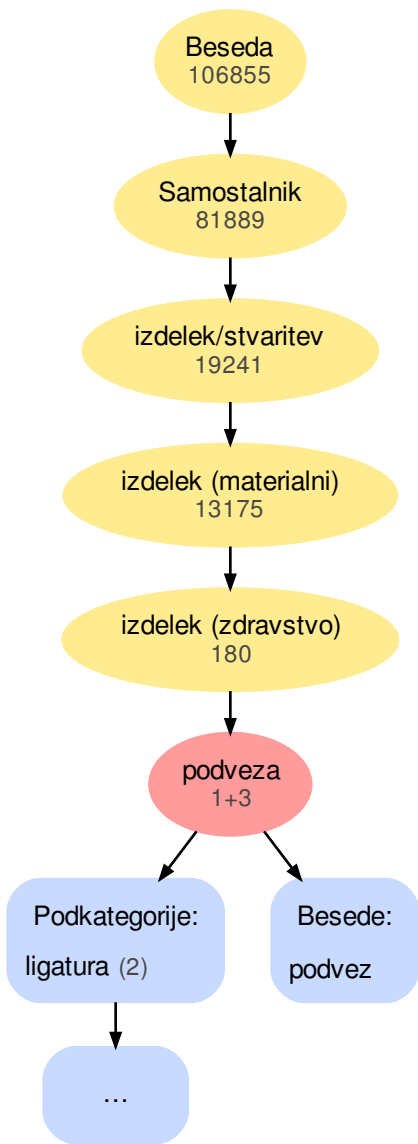 Beseda
106855
Samostalnik
81889
izdelek/stvaritev
19241
izdelek (materialni)
13175
izdelek (zdravstvo)
180
podveza
1+3
Podkategorije:
ligatura (2)
Besede:
podvez
...